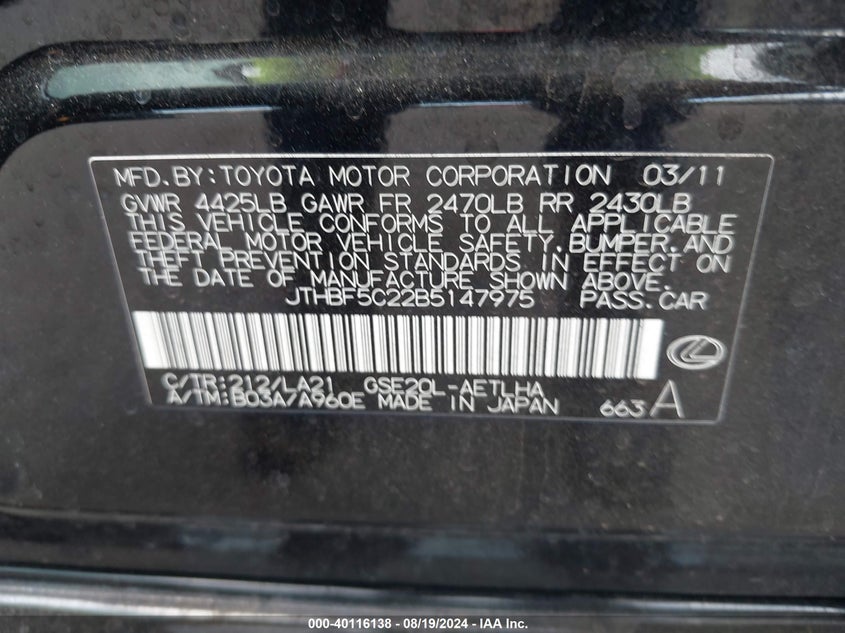 MFD.BY:TOYOTA MOTOR CORPORATION 03/11
GVWR 4425LB GAWR FR 2470LB RR 2430LB
THIS VEHICLE CONFORMS TO ALL APPLICABLE
FEDERAL MOTOR VEHICLE SAFETY,BUMPER,AND
THEFT PREVENTION STANDARDS IN EFFECT ON
THE DATE OF MANUFACTURE SHOWN ABOVE.
JTHBF5C22B5147975 PASS.CAR
C/TR:212/LA21 GSE20L-AETLHA
A/TM:B03A/A960E MADE IN JAPAN 663 A
000-40116138 - 08/19/2024 - IAA Inc.